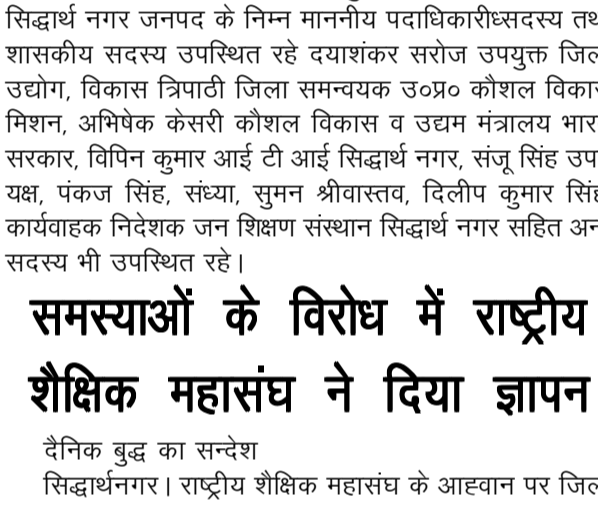 सिद्धार्थ नगर जनपद के निम्न माननीय पदाधिकारीध्सदस्य तथ
शासकीय सदस्य उपस्थित रहे दयाशंकर सरोज उपयुक्त जिल
उद्योग, विकास त्रिपाठी जिला समन्वयक उ०प्र० कौशल विकास
मिशन, अभिषेक केसरी कौशल विकास व उद्यम मंत्रालय भार
सरकार, विपिन कुमार आई टी आई सिद्धार्थ नगर, संजू सिंह उप
यक्ष, पंकज सिंह, संध्या, सुमन श्रीवास्तव, दिलीप कुमार सिंह
कार्यवाहक निदेशक जन शिक्षण संस्थान सिद्धार्थ नगर सहित अन
सदस्य भी उपस्थित रहे।
समस्याओं के विरोध में राष्ट्रीय
शैक्षिक महासंघ ने दिया ज्ञापन
दैनिक बुद्ध का सन्देश
सिद्धार्थनगर। राष्ट्रीय शैक्षिक महासंघ के आह्वान पर जिल